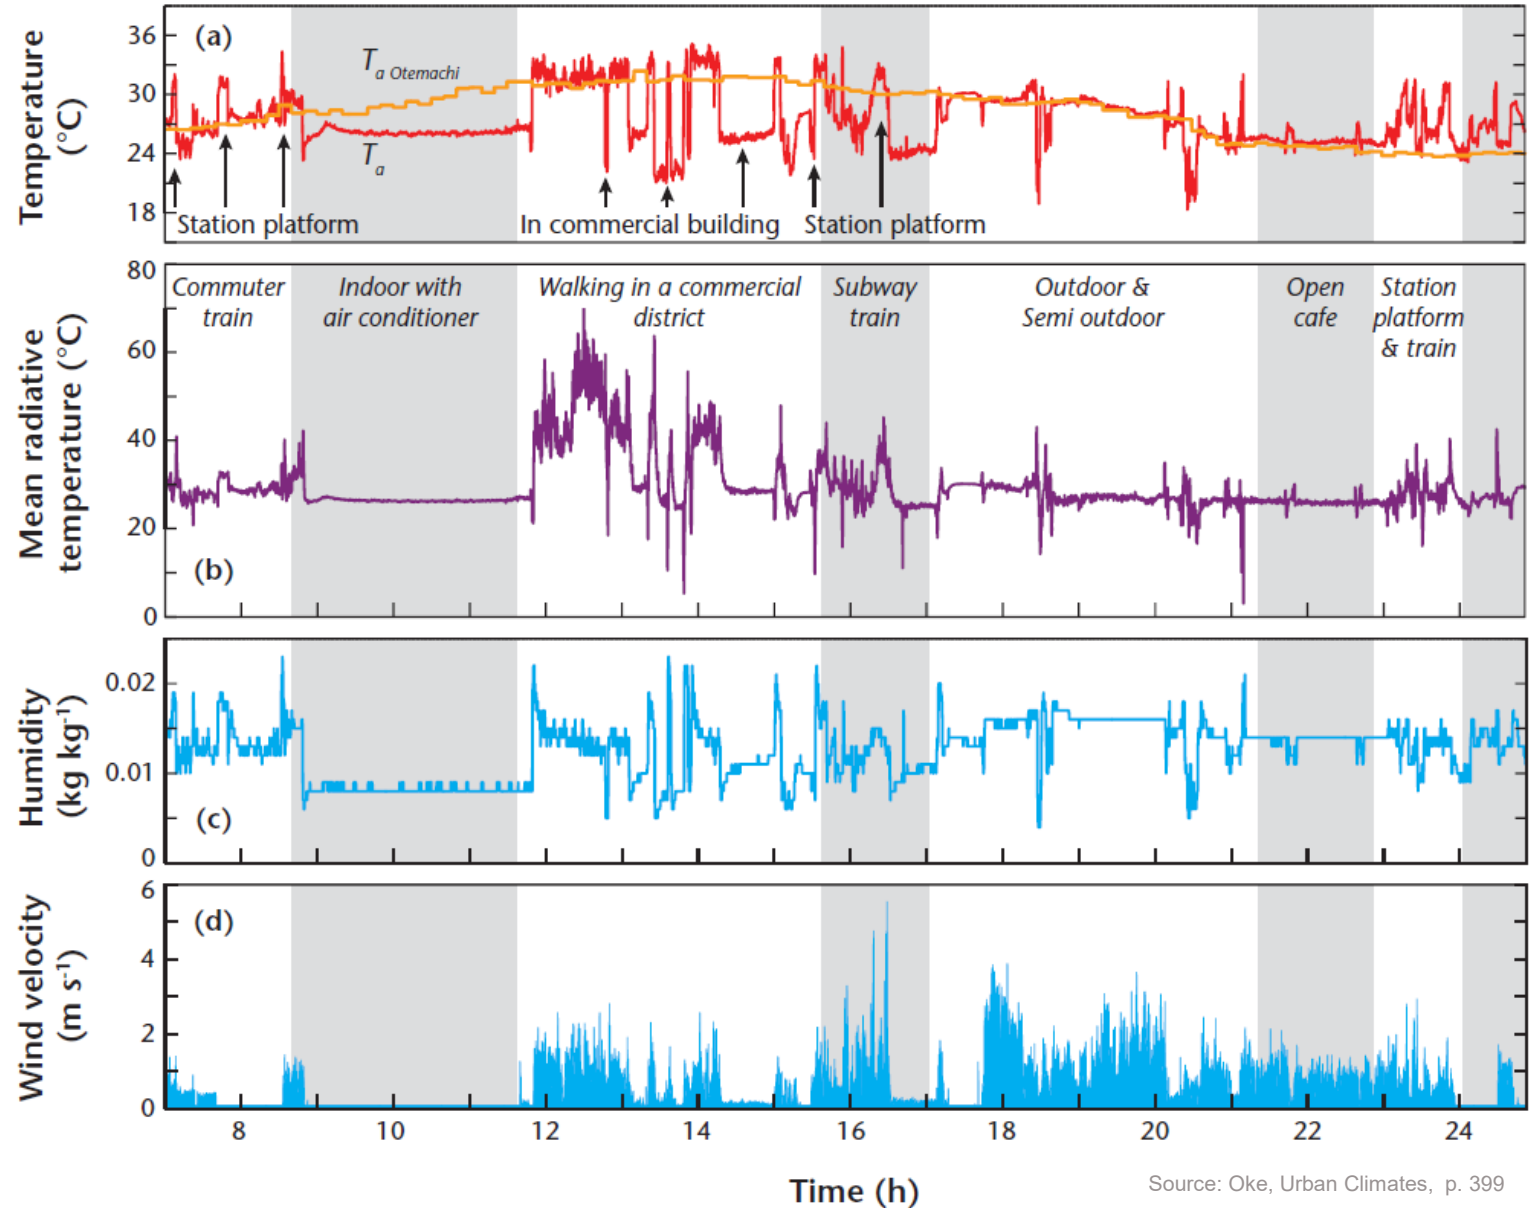 Temperature
(°C)
36
30
24
18
(a)
Ta Otemachi
Ta
Station platform
In commercial building
Station platform
Mean radiative
temperature (°C)
80
60
40
20
0
Commuter
train
Indoor with
air conditioner
Walking in a commercial
district
Subway
train
Outdoor &
Semi outdoor
Open
cafe
Station
platform
& train
(b)
Humidity
(kg kg-1)
0.02
0.01
0
(c)
Wind velocity
(m s-1)
6
4
2
0
(d)
8 10 12 14 16 18 20 22 24
Time (h)
Source: Oke, Urban Climates, p. 399